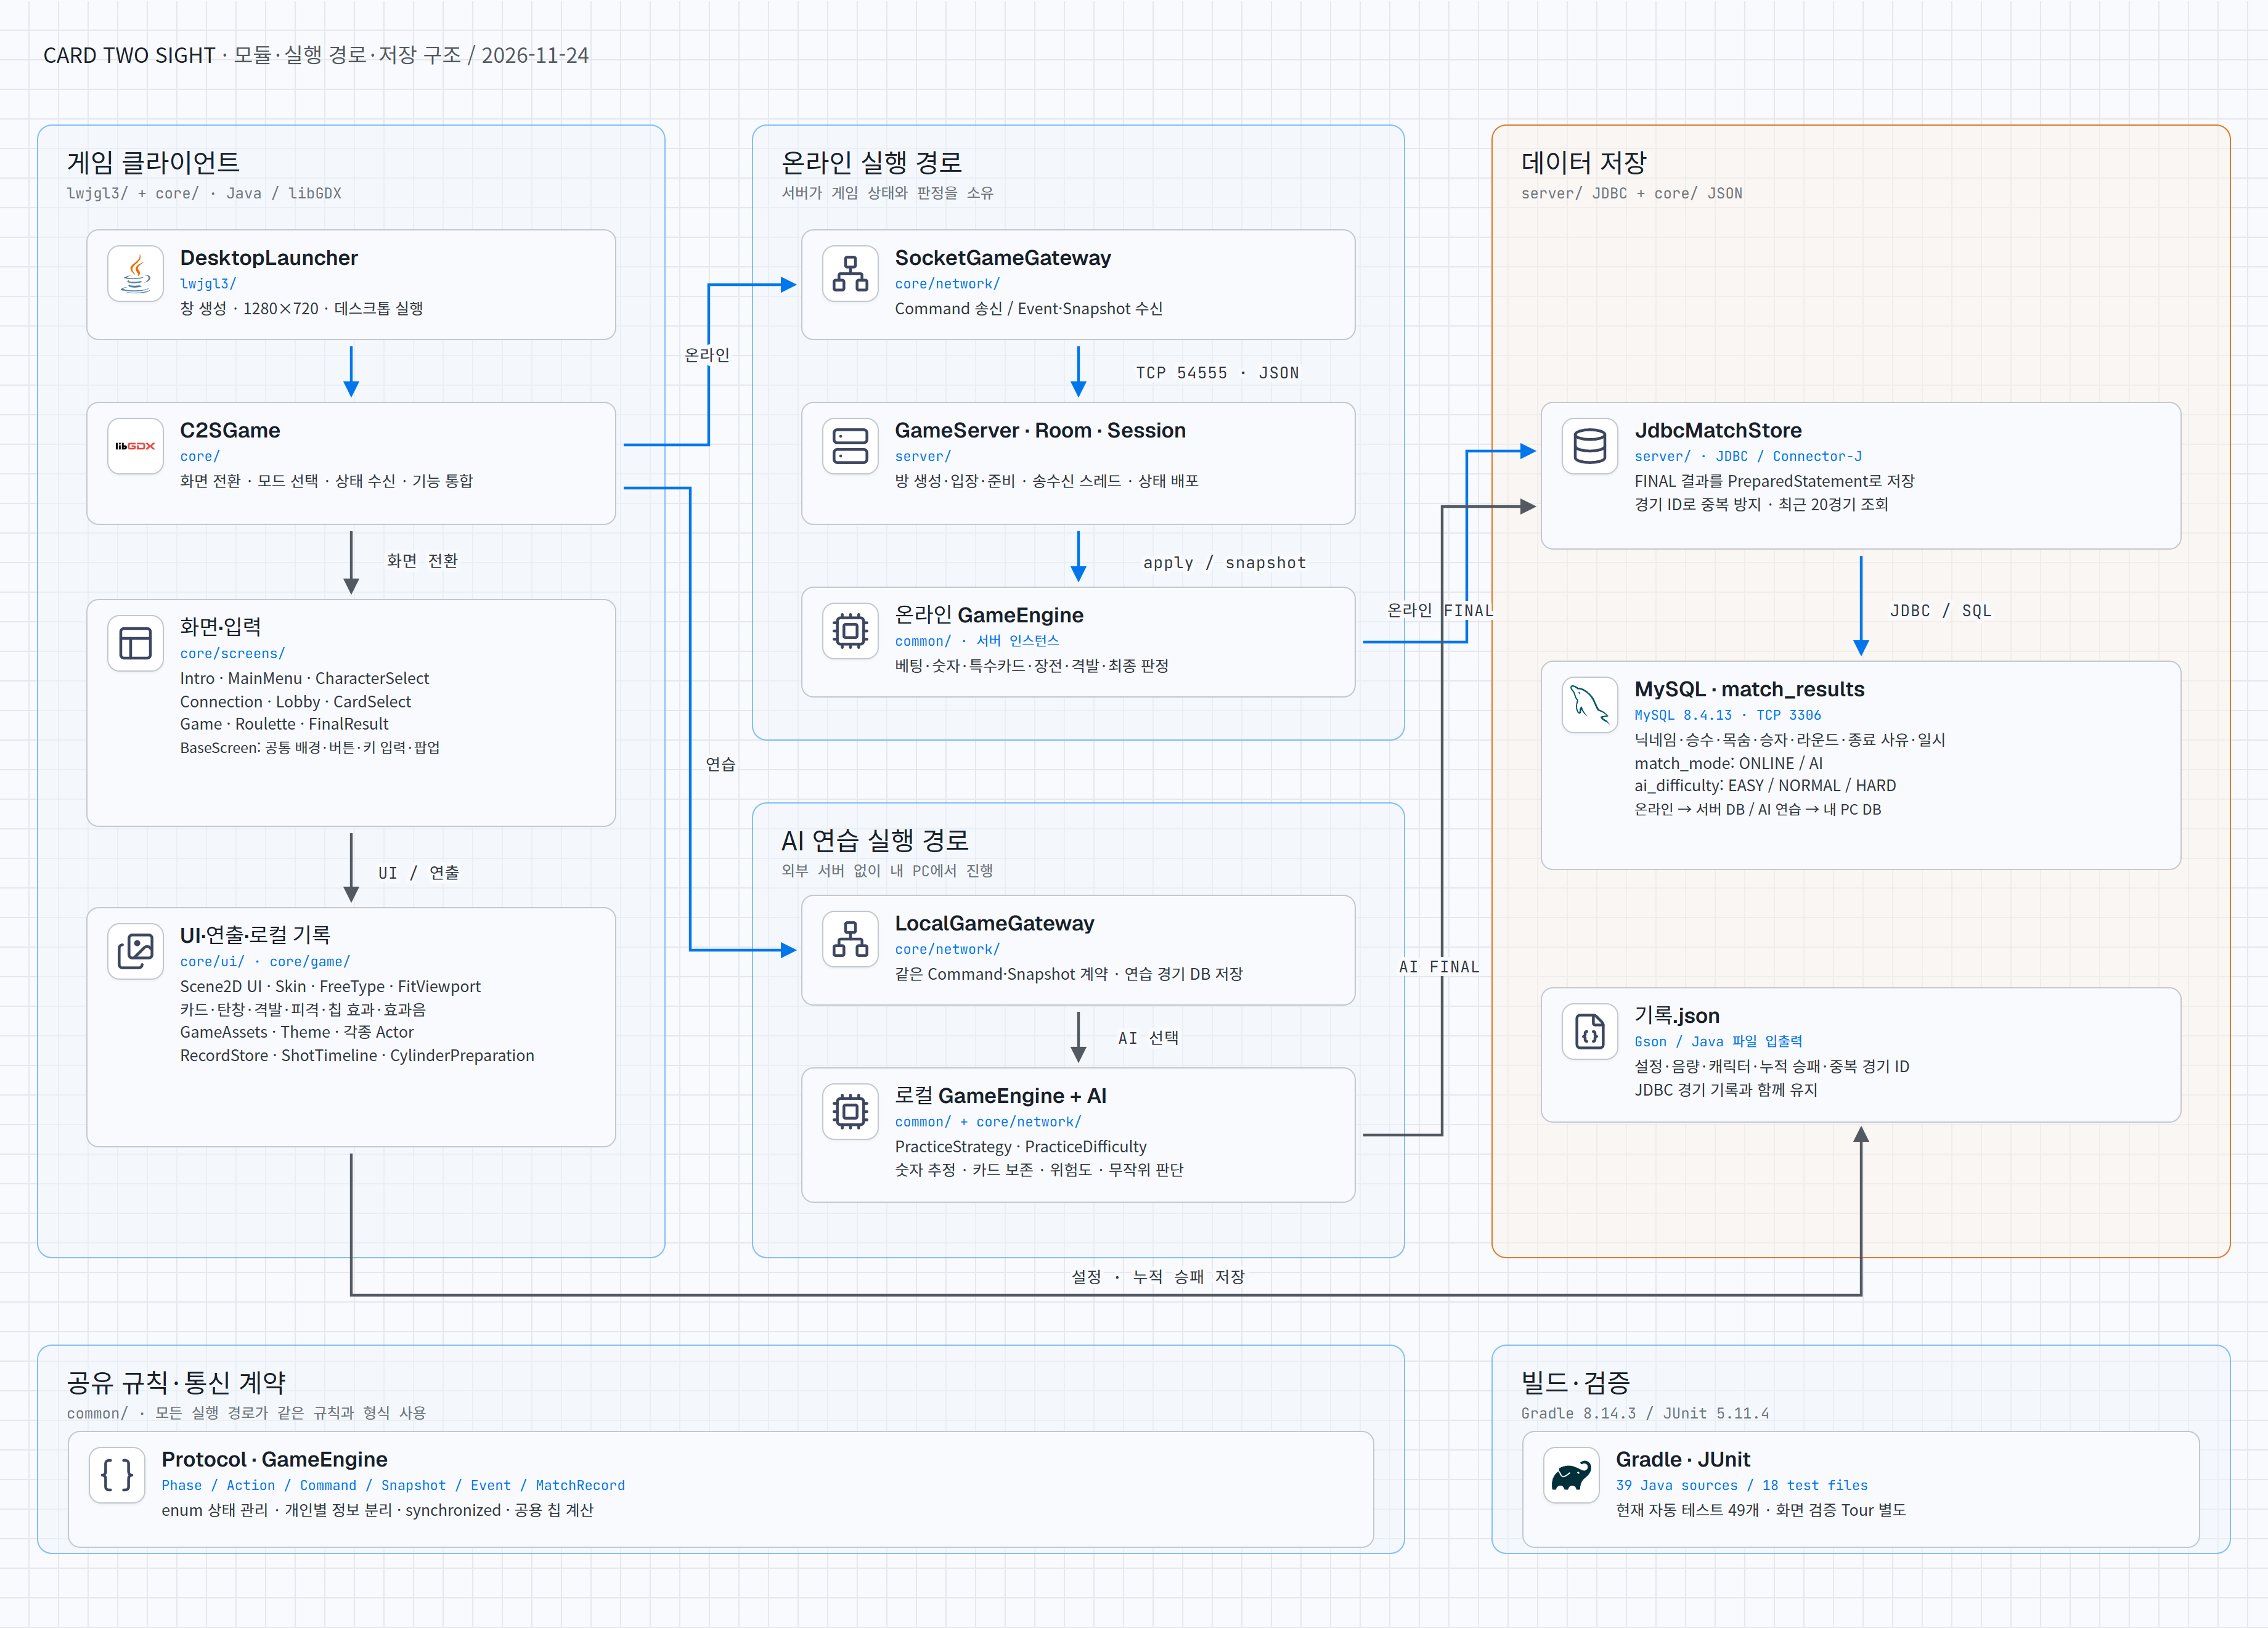 CARD TWO SIGHT · 모듈·실행 경로·저장 구조 / 2026-11-24
게임 클라이언트
lwjgl3/ + core/ · Java / libGDX
DesktopLauncher
lwjgl3/
창 생성 · 1280×720 · 데스크톱 실행
libGDX
C2SGame
core/
화면 전환 · 모드 선택 · 상태 수신 · 기능 통합
화면 전환
화면·입력
core/screens/
Intro · MainMenu · CharacterSelect
Connection · Lobby · CardSelect
Game · Roulette · FinalResult
BaseScreen: 공통 배경·버튼·키 입력·팝업
UI / 연출
UI·연출·로컬 기록
core/ui/ · core/game/
Scene2D UI · Skin · FreeType · FitViewport
카드·탄창·격발·피격·칩 효과·효과음
GameAssets · Theme · 각종 Actor
RecordStore · ShotTimeline · CylinderPreparation
온라인
연습
온라인 실행 경로
서버가 게임 상태와 판정을 소유
SocketGameGateway
core/network/
Command 송신 / Event·Snapshot 수신
TCP 54555 · JSON
GameServer · Room · Session
server/
방 생성·입장·준비 · 송수신 스레드 · 상태 배포
apply / snapshot
온라인 GameEngine
common/ · 서버 인스턴스
베팅·숫자·특수카드·장전·격발·최종 판정
AI 연습 실행 경로
외부 서버 없이 내 PC에서 진행
LocalGameGateway
core/network/
같은 Command·Snapshot 계약 · 연습 경기 DB 저장
AI 선택
로컬 GameEngine + AI
common/ + core/network/
PracticeStrategy · PracticeDifficulty
숫자 추정 · 카드 보존 · 위험도 · 무작위 판단
온라인 FINAL
AI FINAL
설정 · 누적 승패 저장
데이터 저장
server/ JDBC + core/ JSON
JdbcMatchStore
server/ · JDBC / Connector-J
FINAL 결과를 PreparedStatement로 저장
경기 ID로 중복 방지 · 최근 20경기 조회
JDBC / SQL
MySQL · match_results
MySQL 8.4.13 · TCP 3306
닉네임·승수·목숨·승자·라운드·종료 사유·일시
match_mode: ONLINE / AI
ai_difficulty: EASY / NORMAL / HARD
온라인 → 서버 DB / AI 연습 → 내 PC DB
기록.json
Gson / Java 파일 입출력
설정·음량·캐릭터·누적 승패·중복 경기 ID
JDBC 경기 기록과 함께 유지
공유 규칙·통신 계약
common/ · 모든 실행 경로가 같은 규칙과 형식 사용
Protocol · GameEngine
Phase / Action / Command / Snapshot / Event / MatchRecord
enum 상태 관리 · 개인별 정보 분리 · synchronized · 공용 칩 계산
빌드·검증
Gradle 8.14.3 / JUnit 5.11.4
Gradle · JUnit
39 Java sources / 18 test files
현재 자동 테스트 49개 · 화면 검증 Tour 별도